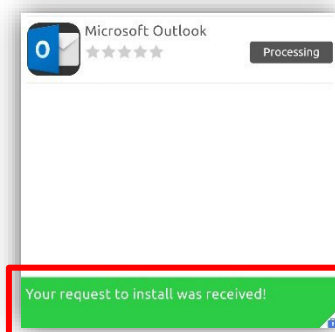 Microsoft Outlook
Processing
Your request to install was received!